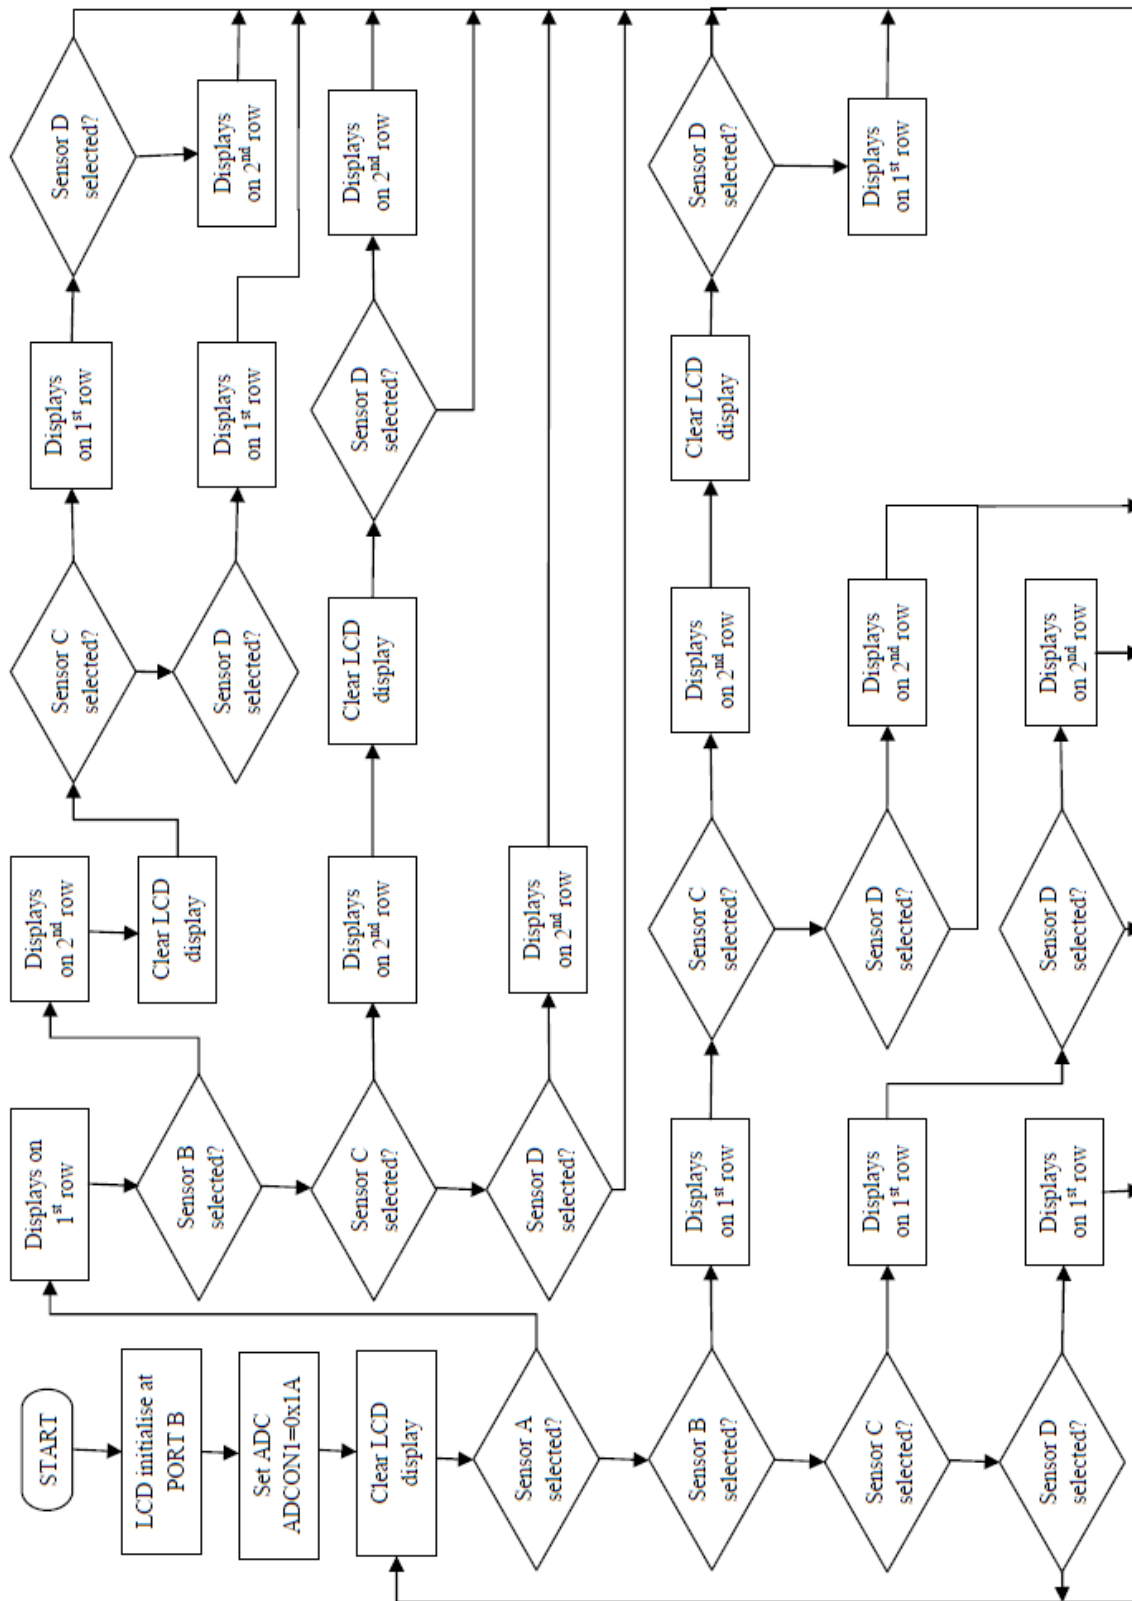 START
LCD initialise at
PORT B
Set ADC
ADCON1=0x1A
Clear LCD
display
Sensor A
selected?
Sensor B
selected?
Sensor C
selected?
Sensor D
selected?
Displays on
1st row
Sensor B
selected?
Sensor C
selected?
Sensor D
selected?
Displays
on 1st row
Displays
on 1st row
Displays
on 1st row
Displays
on 2nd row
Clear LCD
display
Displays
on 2nd row
Displays
on 2nd row
Sensor C
selected?
Sensor D
selected?
Sensor D
selected?
Sensor C
selected?
Sensor D
selected?
Clear LCD
display
Displays
on 2nd row
Displays
on 2nd row
Displays
on 2nd row
Displays
on 1st row
Displays
on 1st row
Sensor D
selected?
Clear LCD
display
Sensor D
selected?
Displays
on 2nd row
Displays
on 2nd row
Sensor D
selected?
Displays
on 1st row